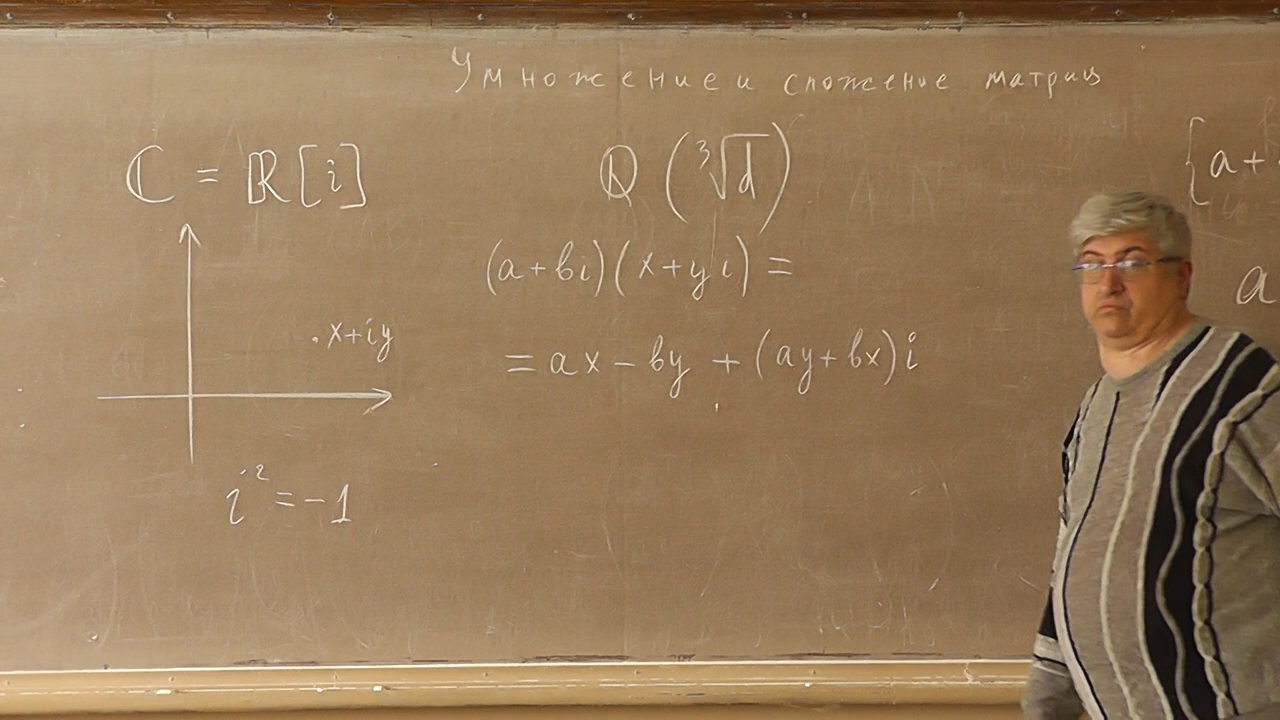 Умножение и сложение матриц
ℂ = ℝ[i]
ℚ(∛d)
(a+bi)(x+yi) =
= ax − by + (ay+bx)i
x+iy
i² = −1
{a+
a